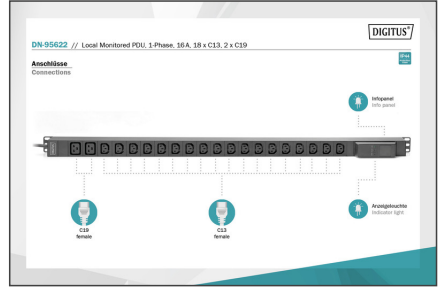 DIGITUS®
DN-95622 // Local Monitored PDU, 1-Phase, 16A, 18 x C13, 2 x C19
Anschlüsse
Connections
Infopanel
Info panel
C19
female
C13
female
Anzeigeleuchte
Indicator light